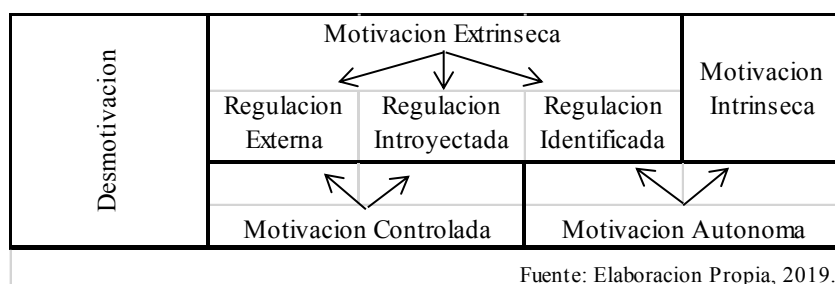 Desmotivacion
Motivacion Extrinseca
Regulacion
Externa
Regulacion
Introyectada
Regulacion
Identificada
Motivacion
Intrinseca
Motivacion Controlada
Motivacion Autonoma
Fuente: Elaboracion Propia, 2019.